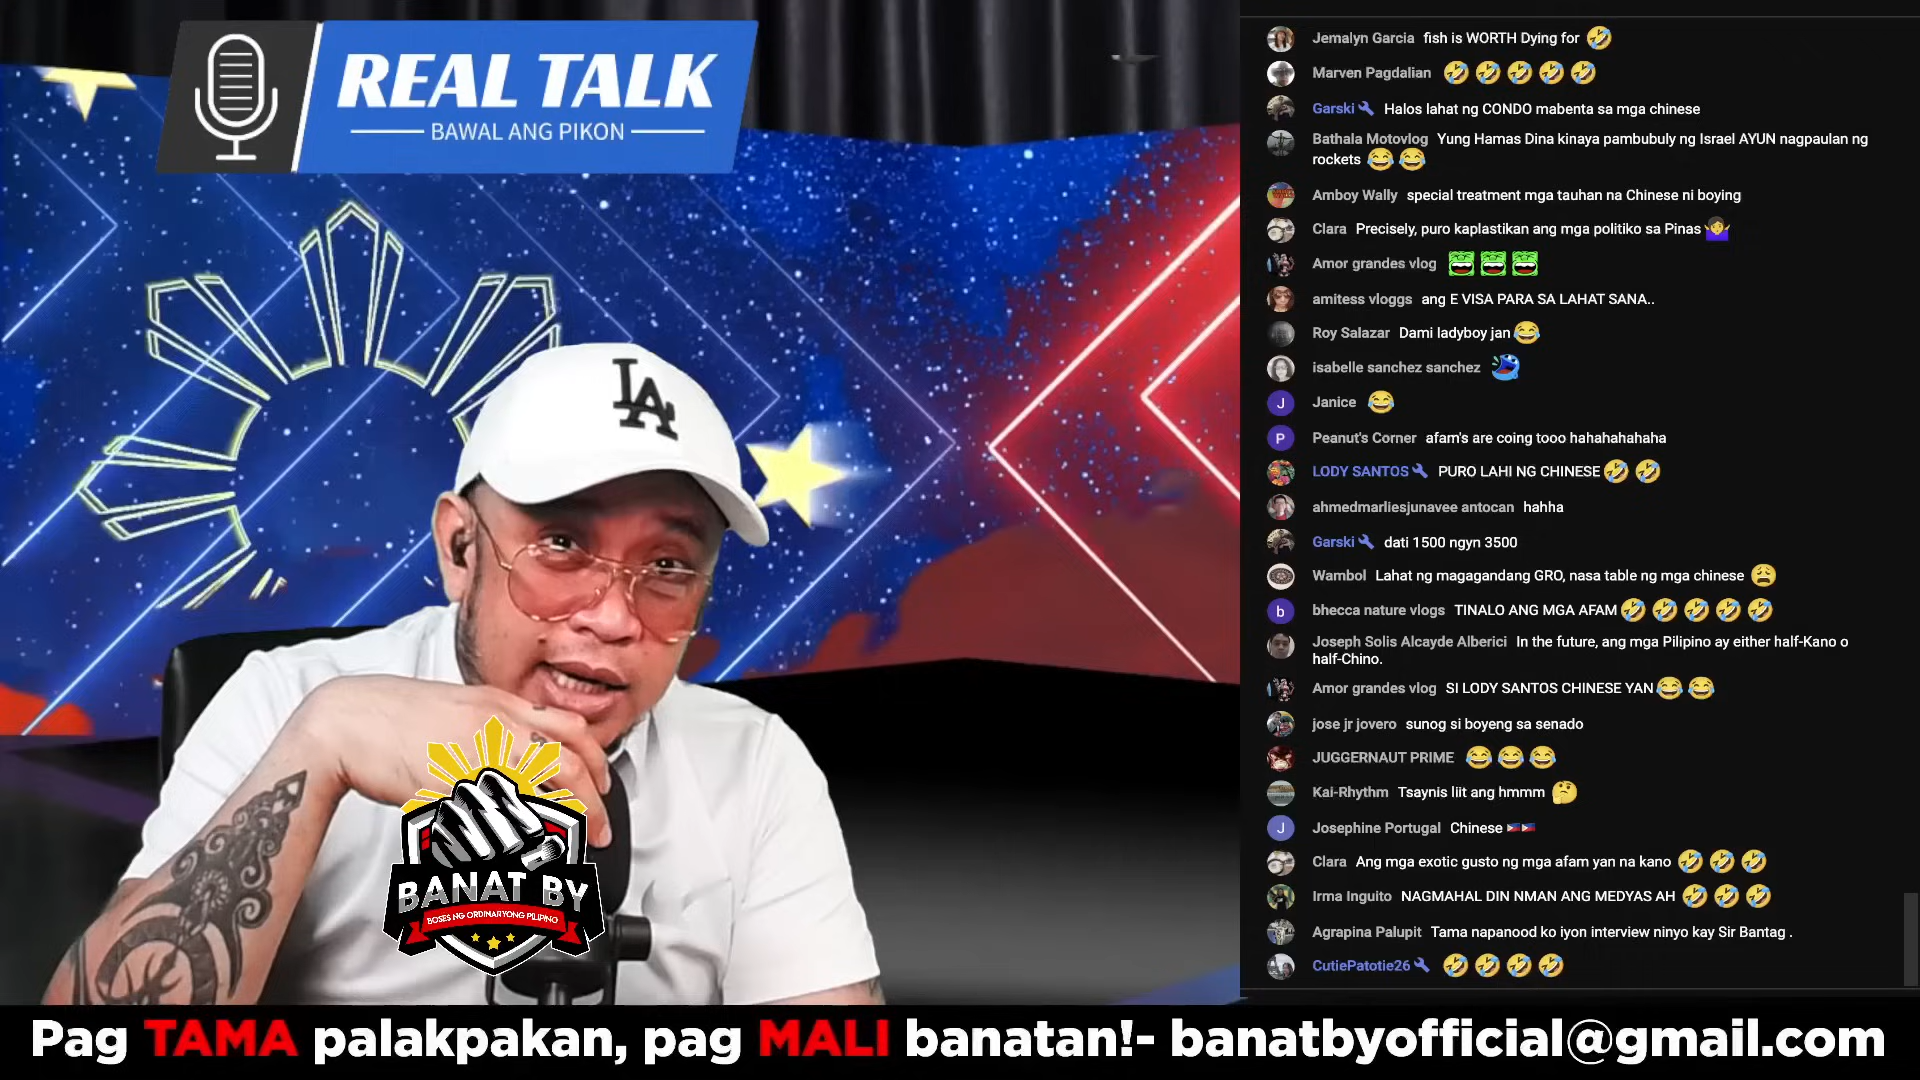 REAL TALK
BAWAL ANG PIKON
LA
BANAT BY
BOSES NG ORDINARYONG PILIPINO
Jemalyn Garcia fish is WORTH Dying for 🤣
Marven Pagdalian 🤣🤣🤣🤣🤣
Garski Halos lahat ng CONDO mabenta sa mga chinese
Bathala Motovlog Yung Hamas Dina kinaya pambubuly ng Israel AYUN nagpaulan ng
rockets 😂😂
Amboy Wally special treatment mga tauhan na Chinese ni boying
Clara Precisely, puro kaplastikan ang mga politiko sa Pinas 🤷
Amor grandes vlog
amitess vloggs ang E VISA PARA SA LAHAT SANA..
Roy Salazar Dami ladyboy jan 😂
isabelle sanchez sanchez
J Janice 😂
P Peanut's Corner afam's are coing tooo hahahahahaha
LODY SANTOS PURO LAHI NG CHINESE 🤣🤣
ahmedmarliesjunavee antocan hahha
Garski dati 1500 ngyn 3500
Wambol Lahat ng magagandang GRO, nasa table ng mga chinese 😩
b bhecca nature vlogs TINALO ANG MGA AFAM 🤣🤣🤣🤣🤣
Joseph Solis Alcayde Alberici In the future, ang mga Pilipino ay either half-Kano o
half-Chino.
Amor grandes vlog SI LODY SANTOS CHINESE YAN 😂😂
jose jr jovero sunog si boyeng sa senado
JUGGERNAUT PRIME 😂😂😂
Kai-Rhythm Tsaynis liit ang hmmm 🤔
J Josephine Portugal Chinese 🇵🇭🇵🇭
Clara Ang mga exotic gusto ng mga afam yan na kano 🤣🤣🤣
Irma Inguito NAGMAHAL DIN NMAN ANG MEDYAS AH 🤣🤣🤣
Agrapina Palupit Tama napanood ko iyon interview ninyo kay Sir Bantag .
CutiePatotie26 🤣🤣🤣🤣
Pag TAMA palakpakan, pag MALI banatan!- banatbyofficial@gmail.com